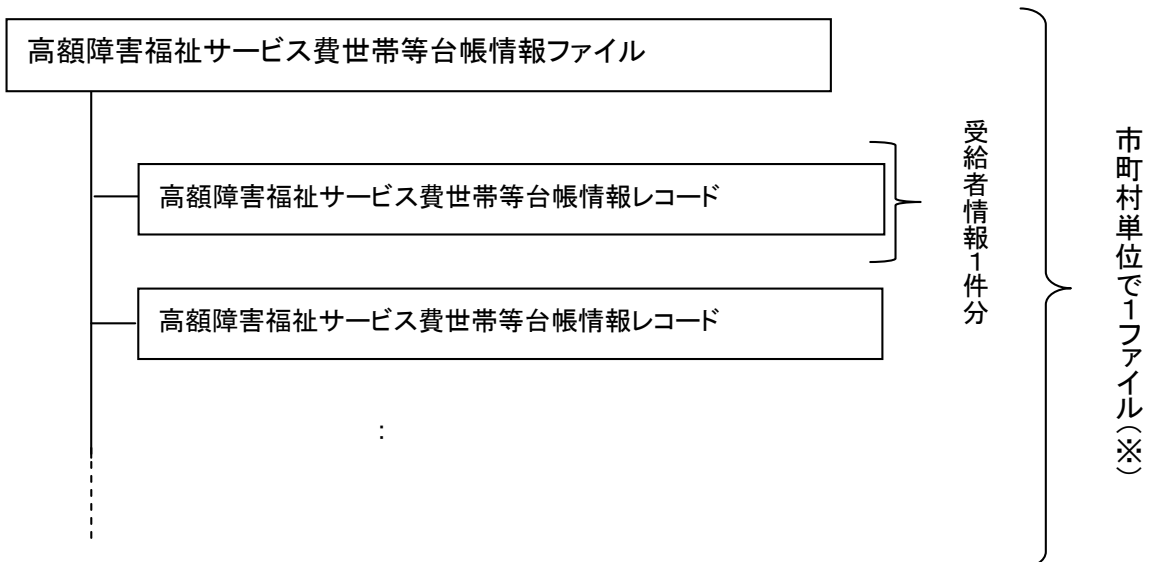 高額障害福祉サービス費世帯等台帳情報ファイル
高額障害福祉サービス費世帯等台帳情報レコード
高額障害福祉サービス費世帯等台帳情報レコード
:
受給者情報1件分
市町村単位で1ファイル(※)